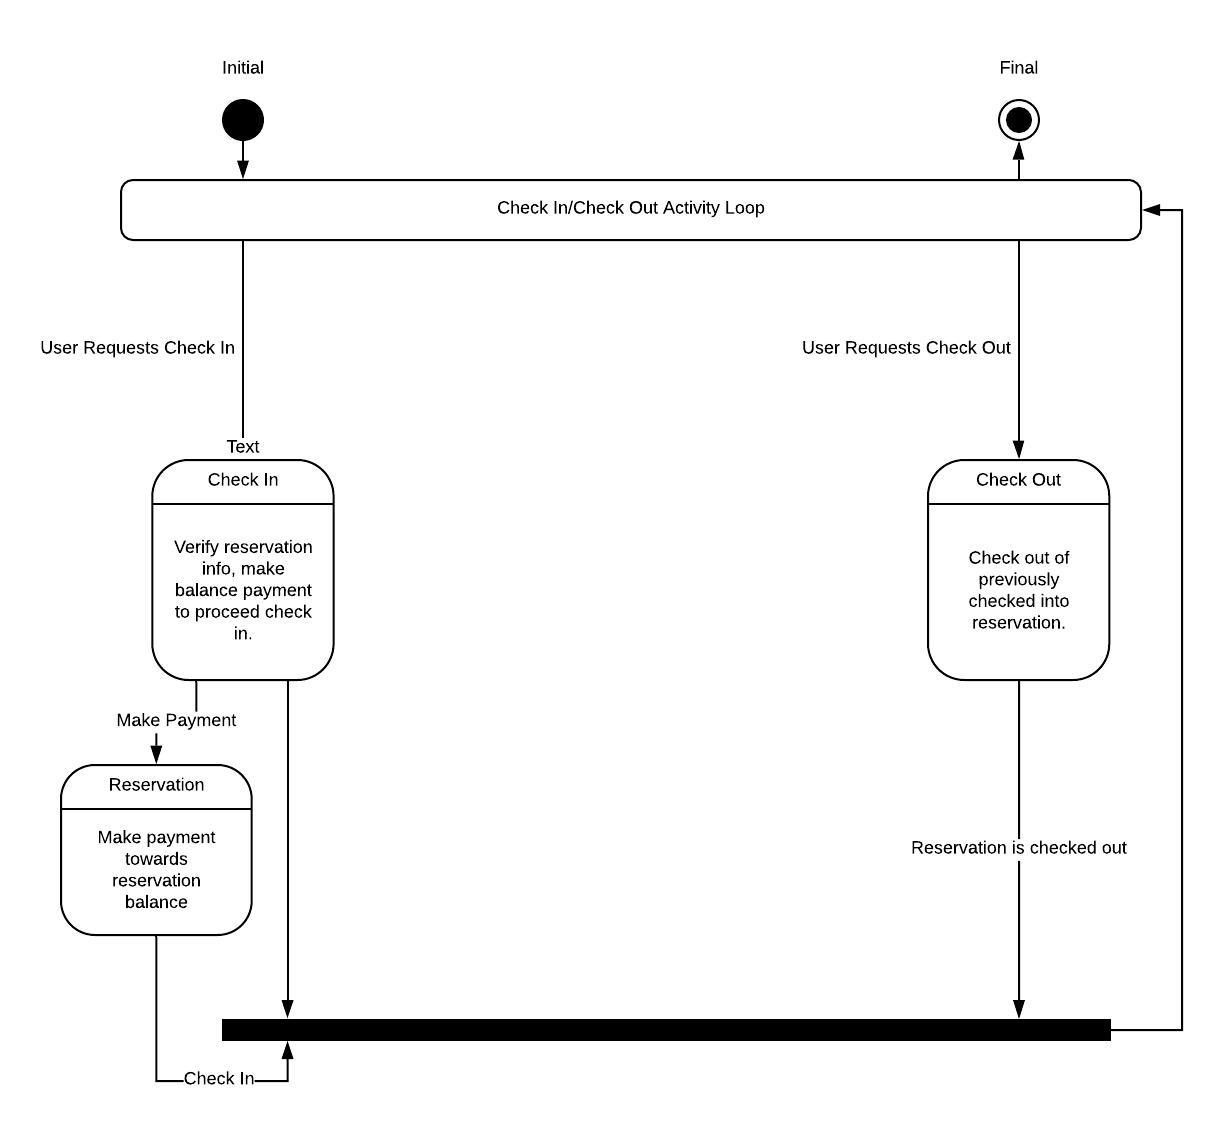 Initial
Final
Check In/Check Out Activity Loop
User Requests Check In
User Requests Check Out
Text
Check In
Verify reservation
info, make
balance payment
to proceed check
in.
Check Out
Check out of
previously
checked into
reservation.
Make Payment
Reservation
Make payment
towards
reservation
balance
Reservation is checked out
Check In